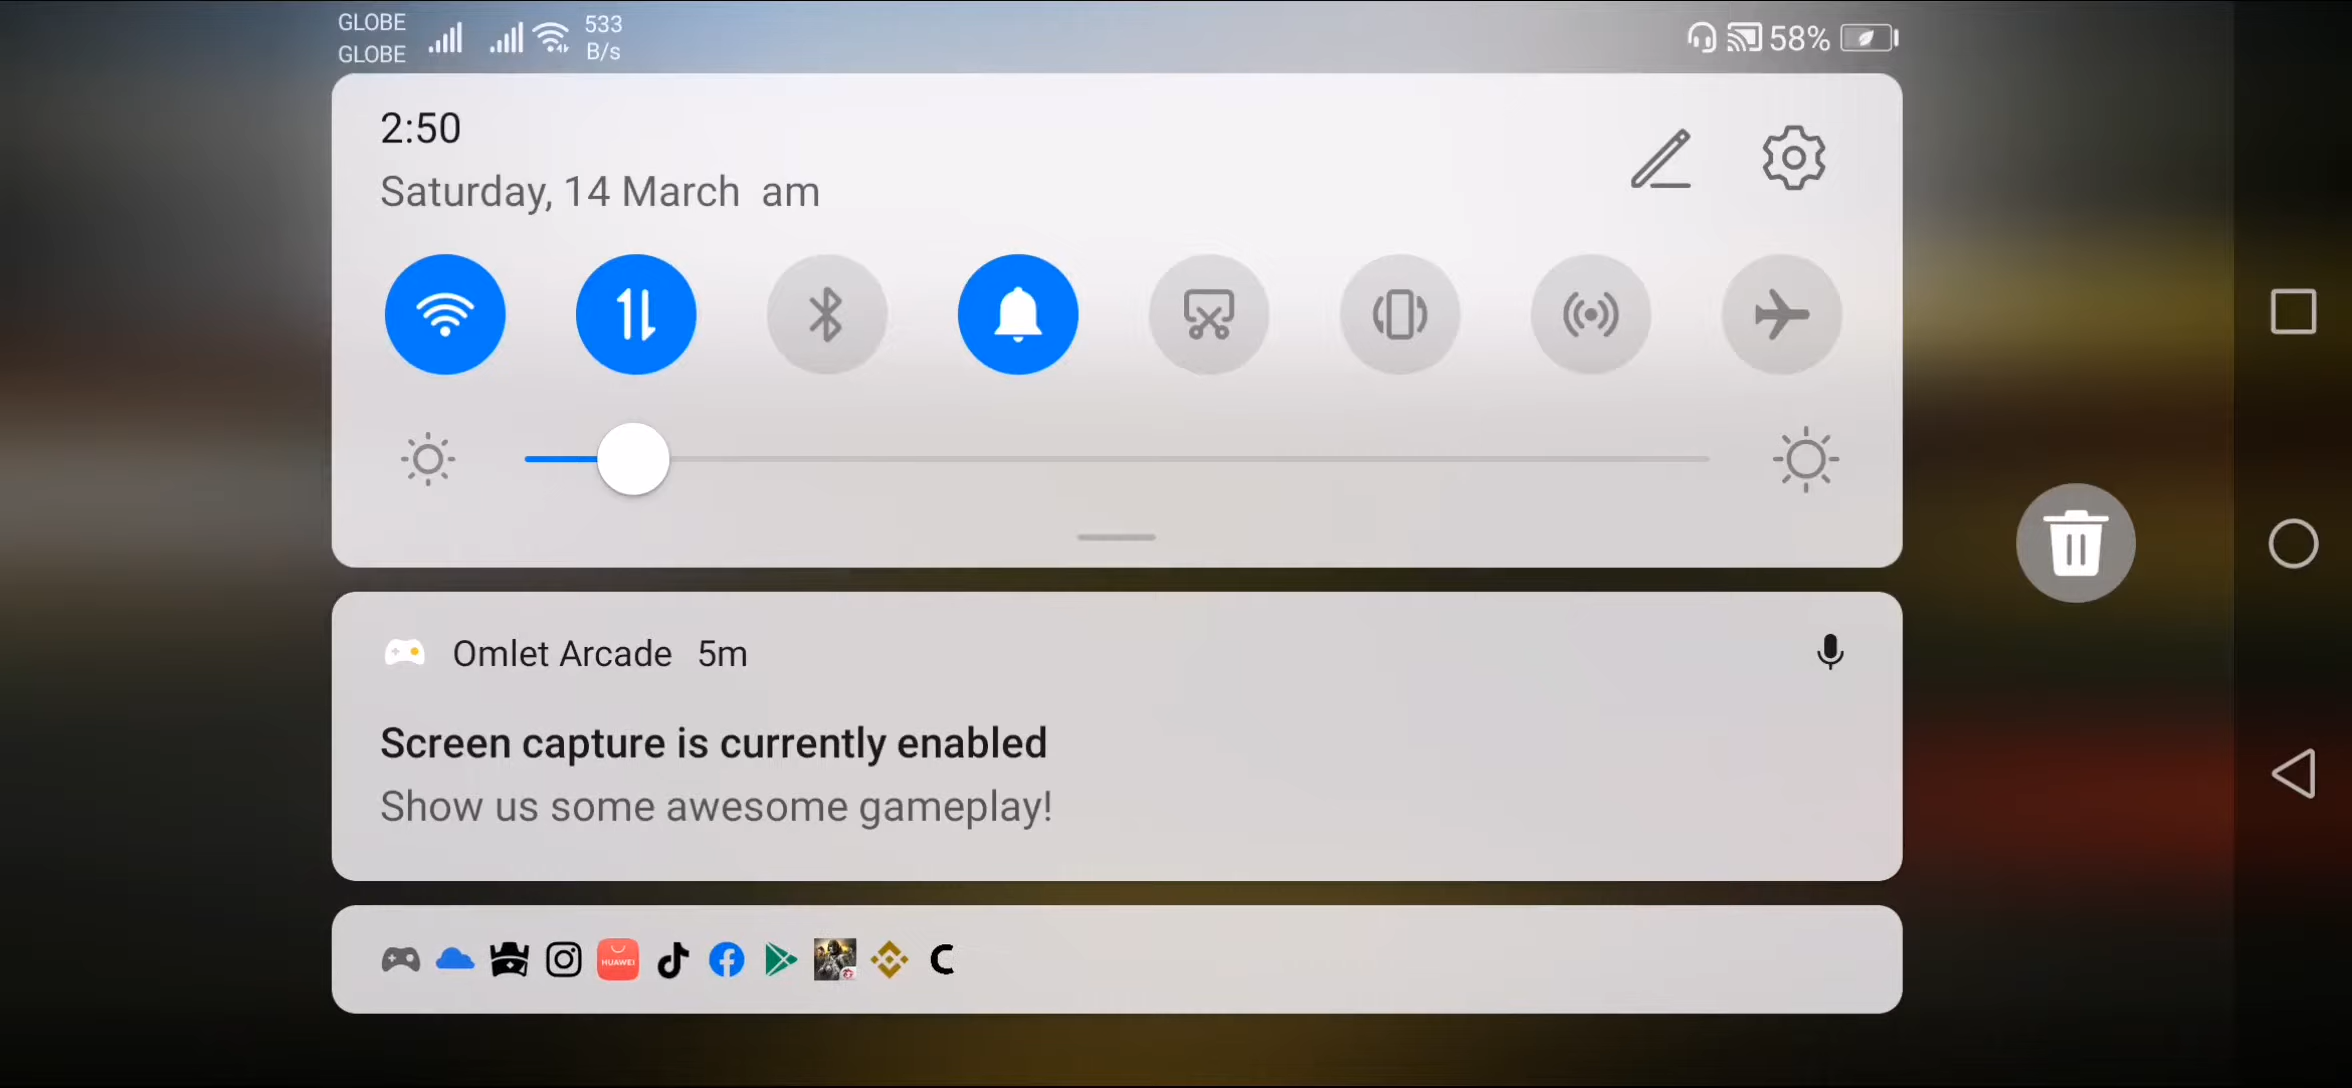 GLOBE
GLOBE
533
B/s
58%
2:50
Saturday, 14 March am
Omlet Arcade 5m
Screen capture is currently enabled
Show us some awesome gameplay!
HUAWEI